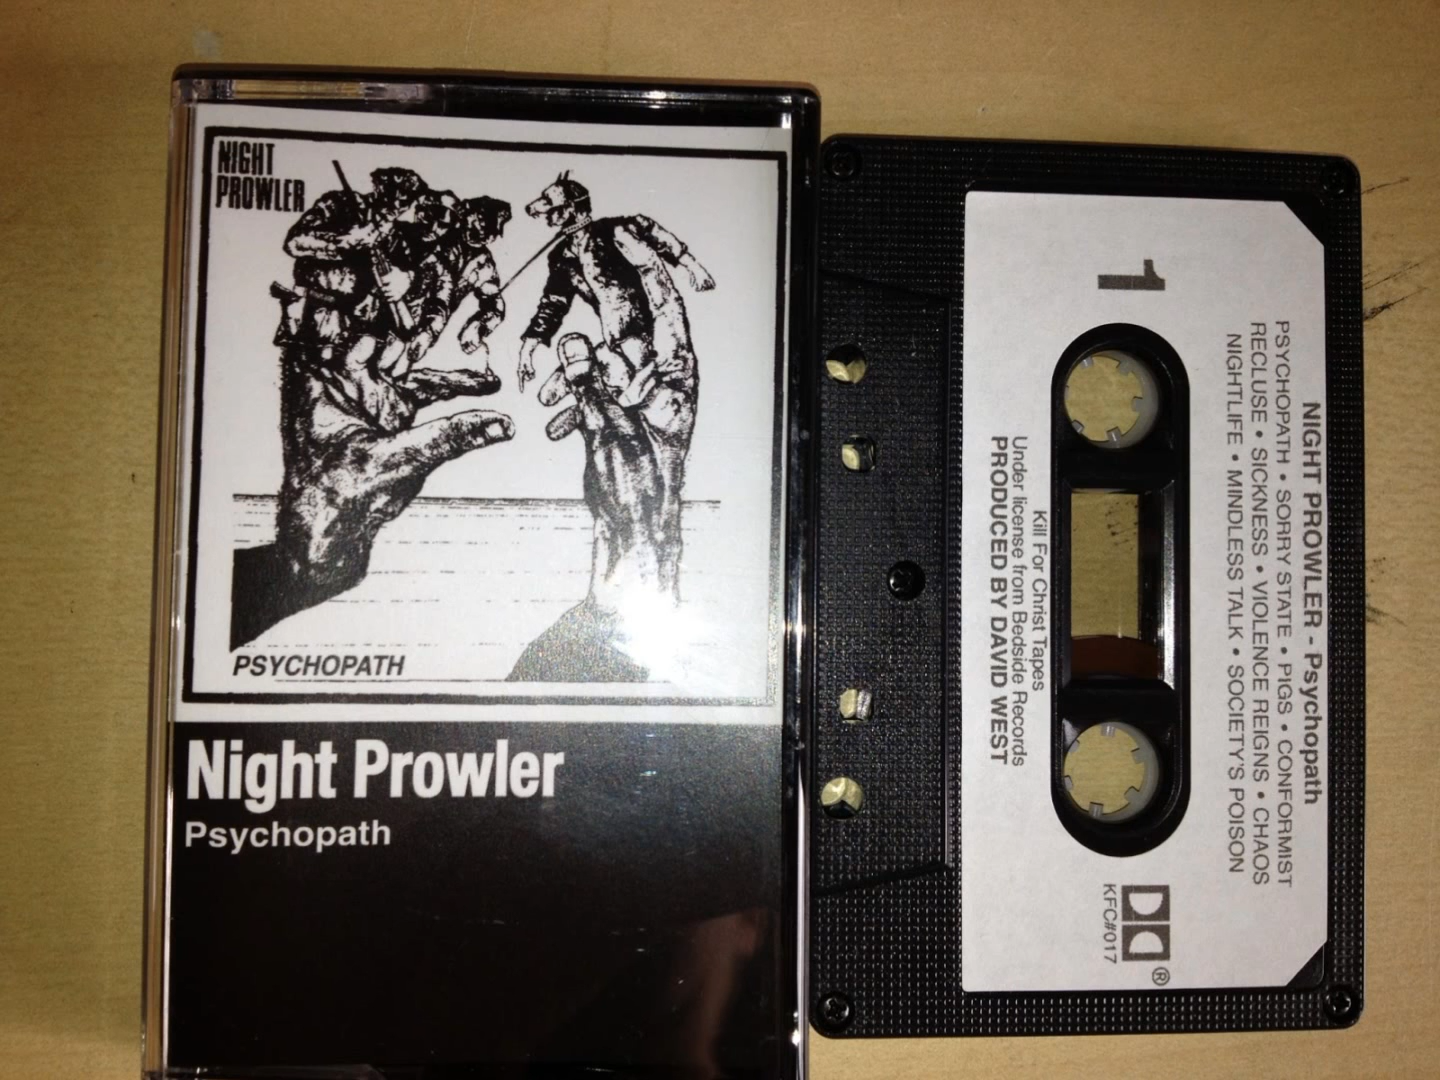 NIGHT
PROWLER
PSYCHOPATH
Night Prowler
Psychopath
NIGHT PROWLER - Psychopath
PSYCHOPATH • SORRY STATE • PIGS • CONFORMIST
RECLUSE • SICKNESS • VIOLENCE REIGNS • CHAOS
NIGHTLIFE • MINDLESS TALK • SOCIETY'S POISON
1
®
KFC#017
Kill For Christ Tapes
Under license from Bedside Records
PRODUCED BY DAVID WEST